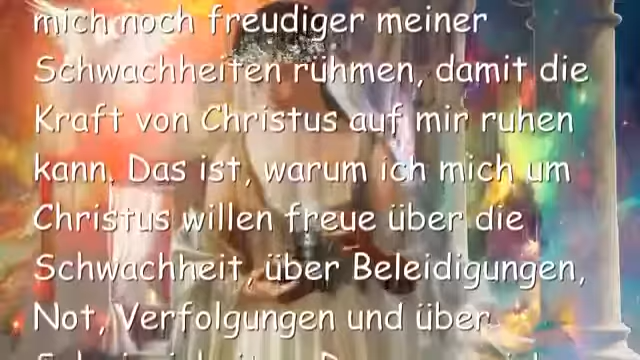 mich noch freudiger meiner
Schwachheiten rühmen, damit die
Kraft von Christus auf mir ruhen
kann. Das ist, warum ich mich um
Christus willen freue über die
Schwachheit, über Beleidigungen,
Not, Verfolgungen und über